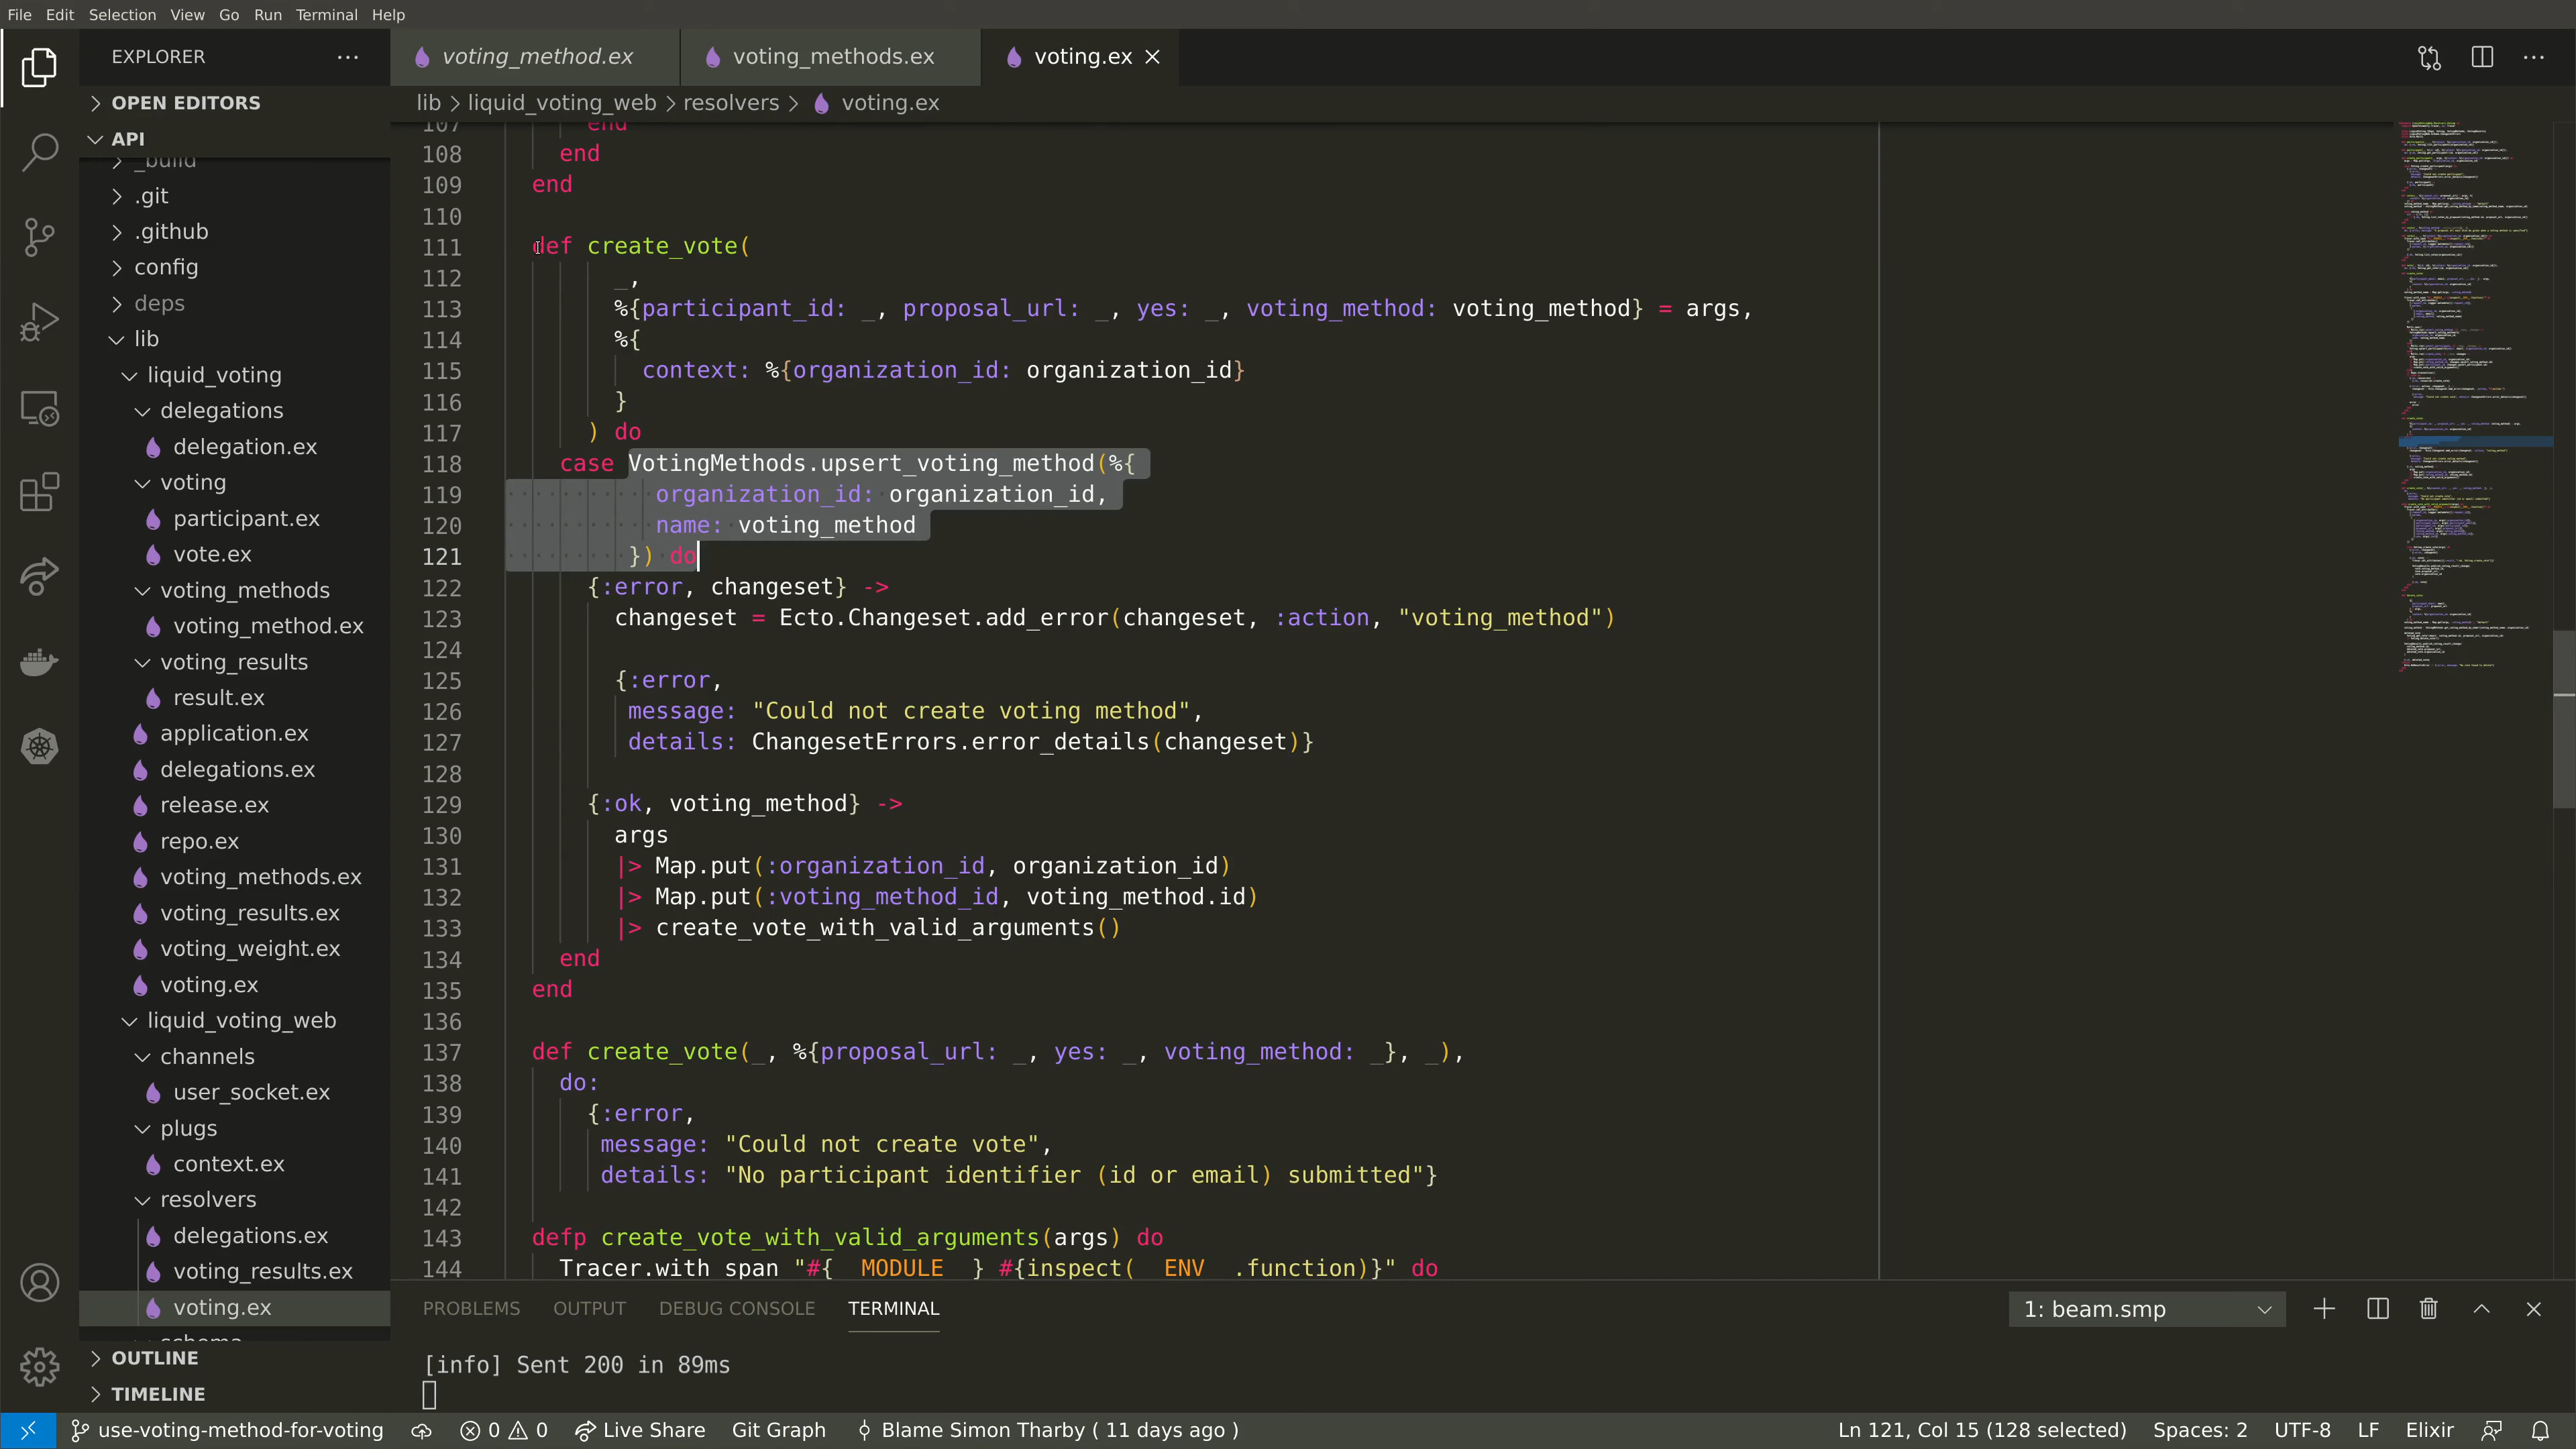 File Edit Selection View Go Run Terminal Help
EXPLORER
OPEN EDITORS
API
_build
.git
.github
config
deps
lib
liquid_voting
delegations
delegation.ex
voting
participant.ex
vote.ex
voting_methods
voting_method.ex
voting_results
result.ex
application.ex
delegations.ex
release.ex
repo.ex
voting_methods.ex
voting_results.ex
voting_weight.ex
voting.ex
liquid_voting_web
channels
user_socket.ex
plugs
context.ex
resolvers
delegations.ex
voting_results.ex
voting.ex
schema
OUTLINE
TIMELINE
voting_method.ex voting_methods.ex voting.ex
lib > liquid_voting_web > resolvers > voting.ex
107 end
108 end
109 end
110
111 def create_vote(
112 _,
113 %{participant_id: _, proposal_url: _, yes: _, voting_method: voting_method} = args,
114 %{
115 context: %{organization_id: organization_id}
116 }
117 ) do
118 case VotingMethods.upsert_voting_method(%{
119 organization_id: organization_id,
120 name: voting_method
121 }) do
122 {:error, changeset} ->
123 changeset = Ecto.Changeset.add_error(changeset, :action, "voting_method")
124
125 {:error,
126 message: "Could not create voting method",
127 details: ChangesetErrors.error_details(changeset)}
128
129 {:ok, voting_method} ->
130 args
131 |> Map.put(:organization_id, organization_id)
132 |> Map.put(:voting_method_id, voting_method.id)
133 |> create_vote_with_valid_arguments()
134 end
135 end
136
137 def create_vote(_, %{proposal_url: _, yes: _, voting_method: _}, _),
138 do:
139 {:error,
140 message: "Could not create vote",
141 details: "No participant identifier (id or email) submitted"}
142
143 defp create_vote_with_valid_arguments(args) do
144 Tracer.with_span "#{__MODULE__} #{inspect(__ENV__.function)}" do
PROBLEMS OUTPUT DEBUG CONSOLE TERMINAL
1: beam.smp
[info] Sent 200 in 89ms
use-voting-method-for-voting 0 0 Live Share Git Graph Blame Simon Tharby ( 11 days ago ) Ln 121, Col 15 (128 selected) Spaces: 2 UTF-8 LF Elixir